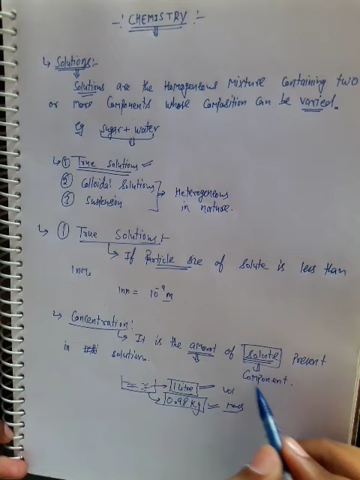 -:' CHEMISTRY '-
↳ Solutions:-
Solutions are the Homogeneous Mixture Containing two
or more Components whose Composition can be varied.
Eg Sugar + water
↳ ① True Solutions
② Colloidal Solutions
③ Suspension
→ Heterogeneous
in nature.
↳ ① True Solutions:-
↳ If Particle size of Solute is less than
1nm,
1nm = 10⁻⁹ m
↳ Concentration:
↳ It is the amount of Solute Present
in solution.
Component.
→ 1 Litre = vol
→ 0.98 Kg = mass